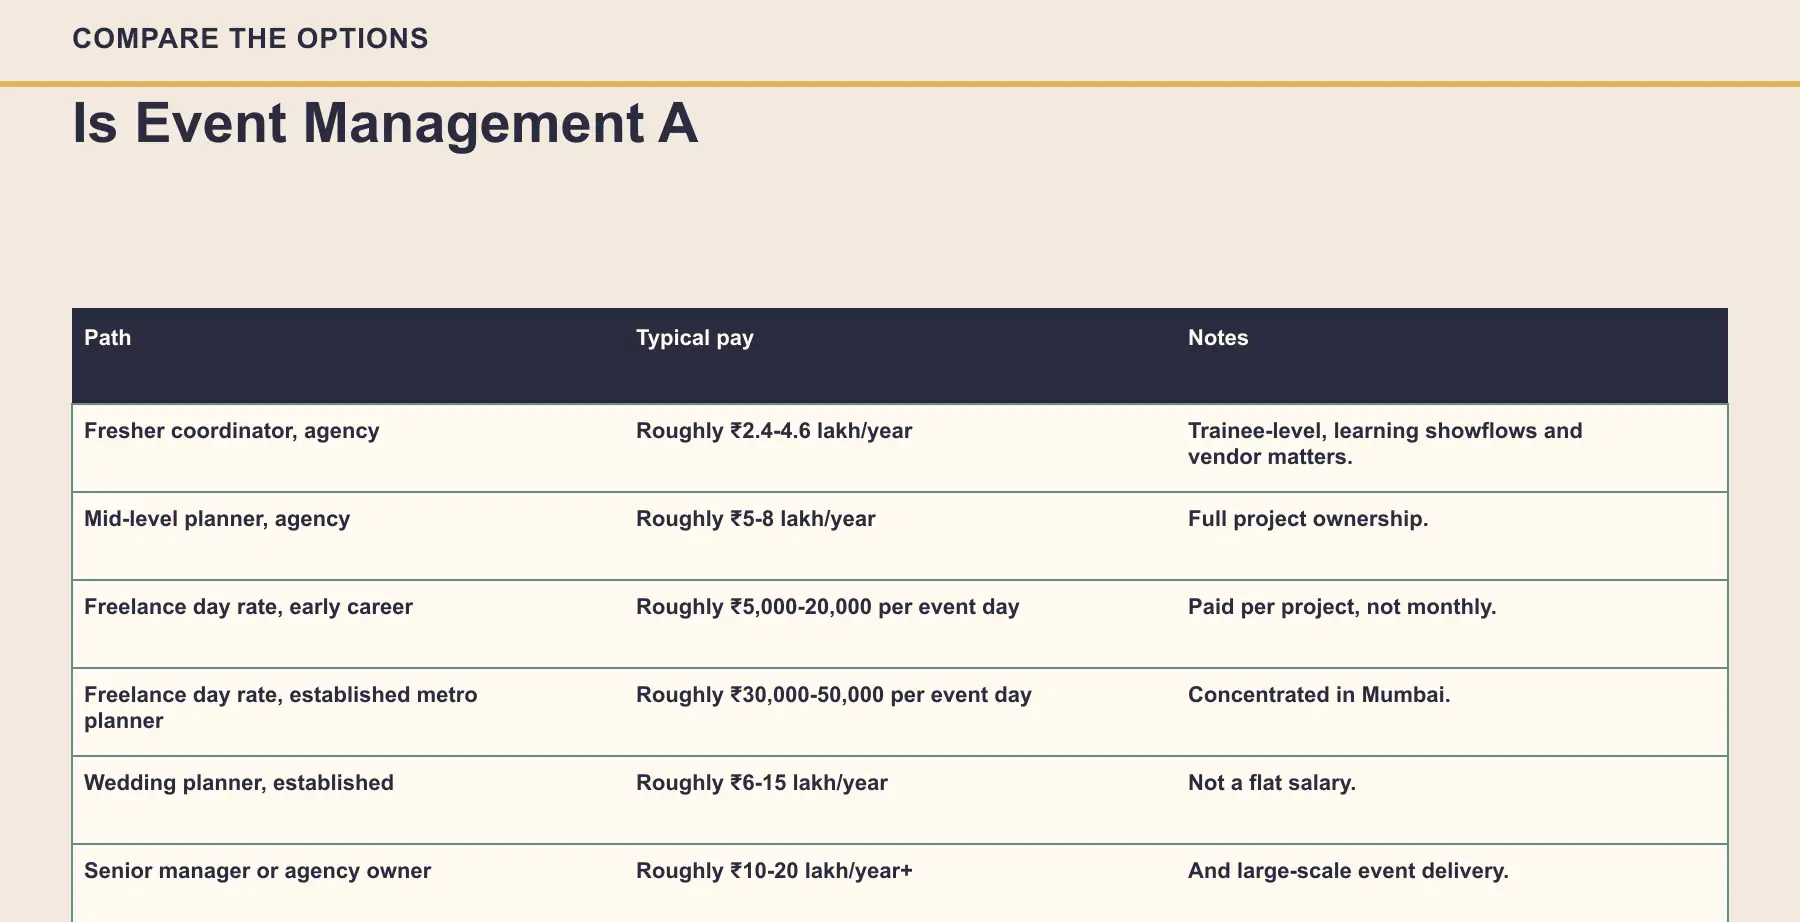 COMPARE THE OPTIONS
Is Event Management A
Path Typical pay Notes
Fresher coordinator, agency Roughly ₹2.4-4.6 lakh/year Trainee-level, learning showflows and
vendor matters.
Mid-level planner, agency Roughly ₹5-8 lakh/year Full project ownership.
Freelance day rate, early career Roughly ₹5,000-20,000 per event day Paid per project, not monthly.
Freelance day rate, established metro Roughly ₹30,000-50,000 per event day Concentrated in Mumbai.
planner
Wedding planner, established Roughly ₹6-15 lakh/year Not a flat salary.
Senior manager or agency owner Roughly ₹10-20 lakh/year+ And large-scale event delivery.